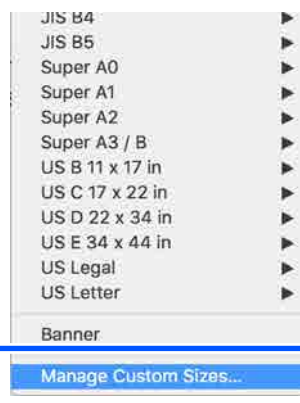 JIS B4
JIS B5
Super A0
Super A1
Super A2
Super A3 / B
US B 11 x 17 in
US C 17 x 22 in
US D 22 x 34 in
US E 34 x 44 in
US Legal
US Letter
Banner
Manage Custom Sizes...